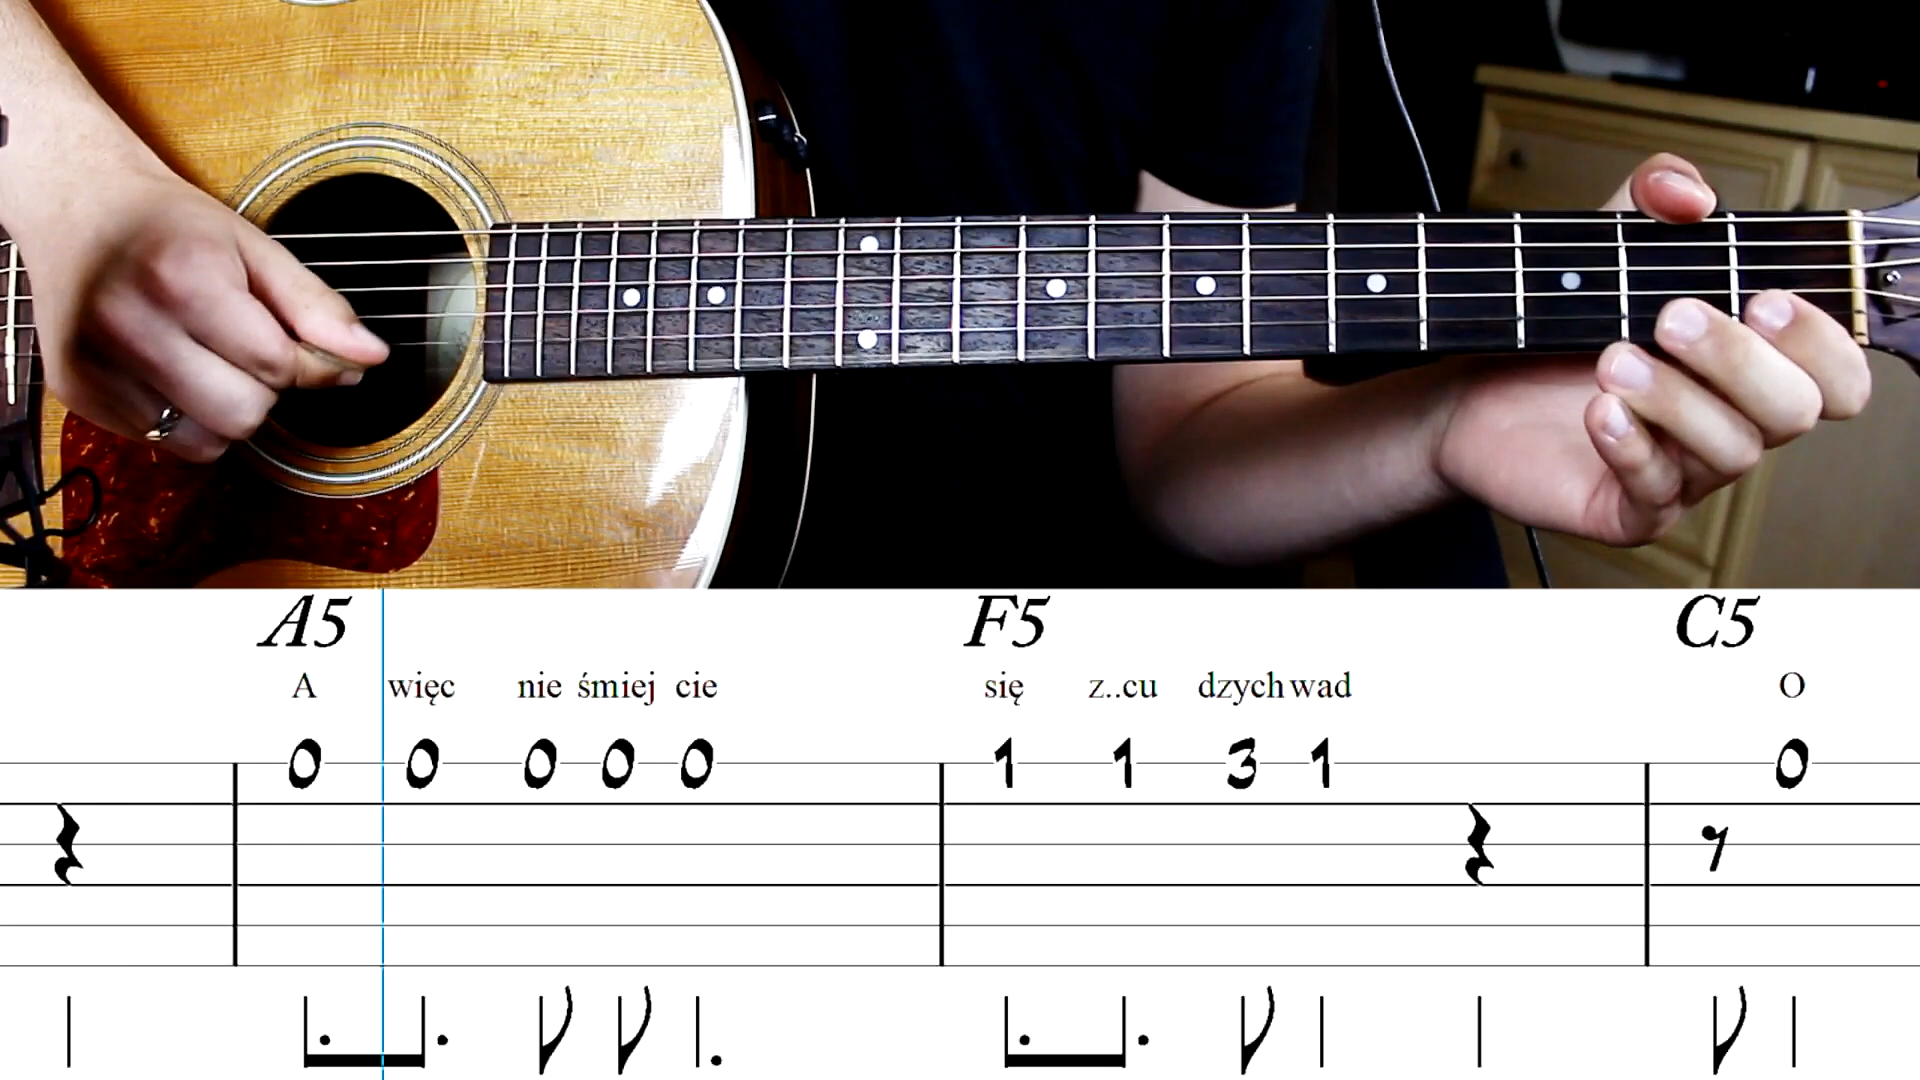 A5 F5 C5
A więc nie śmiej cie się z..cu dzych wad O
0 0 0 0 0 1 1 3 1 0